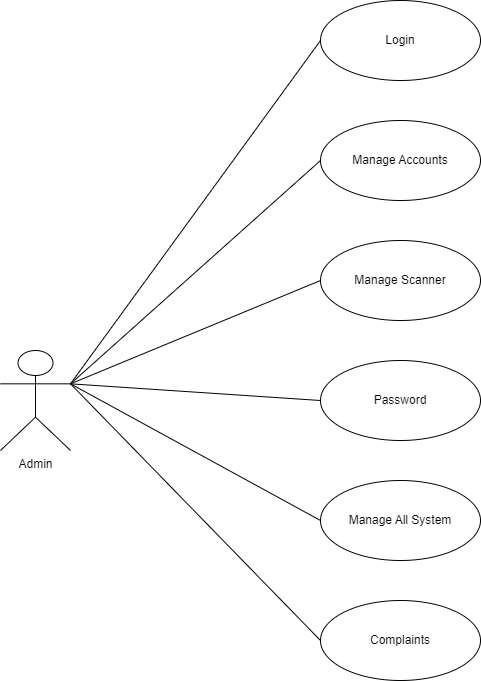 Login
Manage Accounts
Manage Scanner
Password
Admin
Manage All System
Complaints